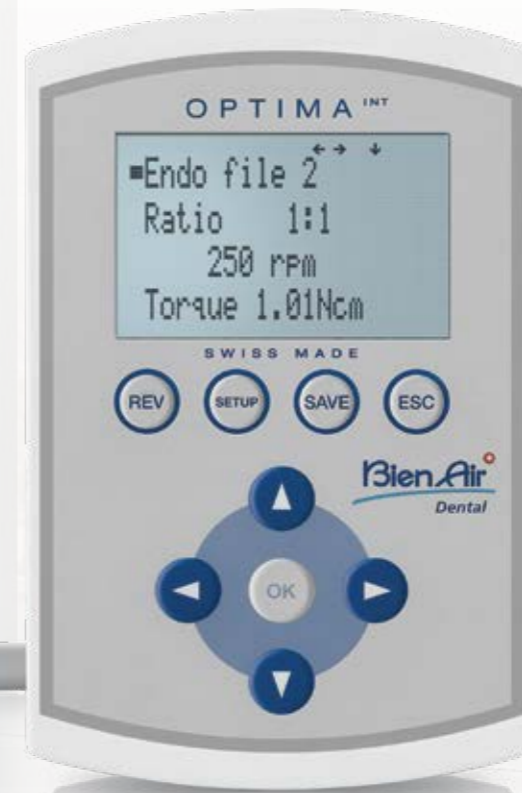 OPTIMA INT
← → ↓
■Endo file 2
Ratio 1:1
250 rpm
Torque 1.01Ncm
SWISS MADE
REV SETUP SAVE ESC
Bien Air
Dental
OK